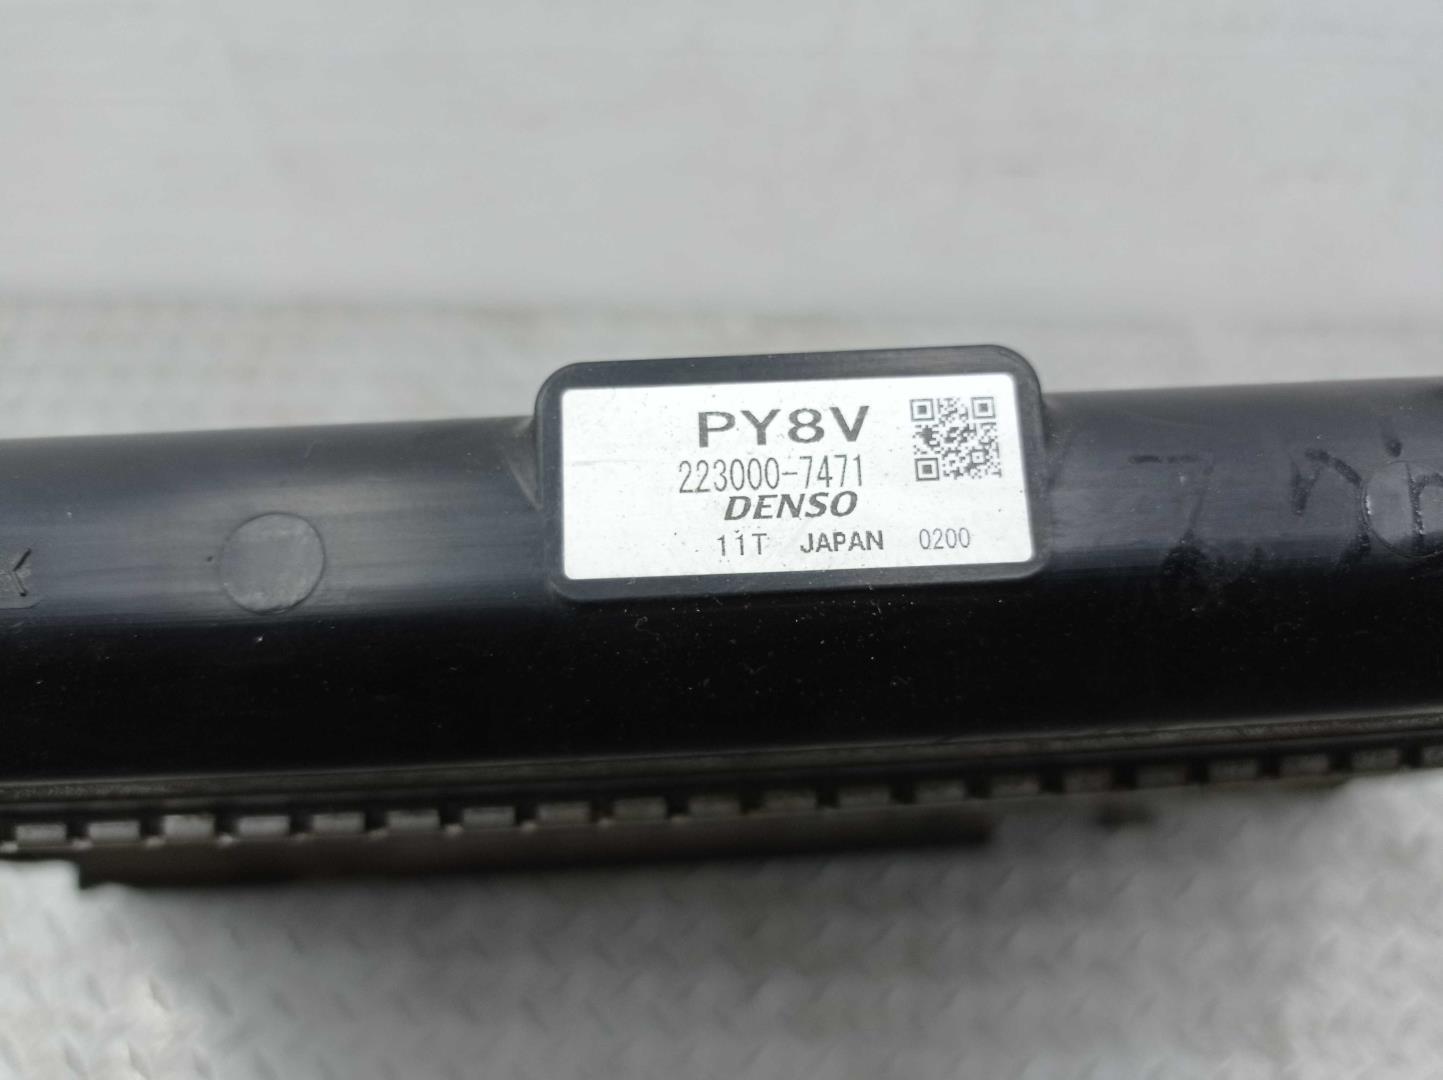 PY8V
223000-7471
DENSO
11T JAPAN 0200